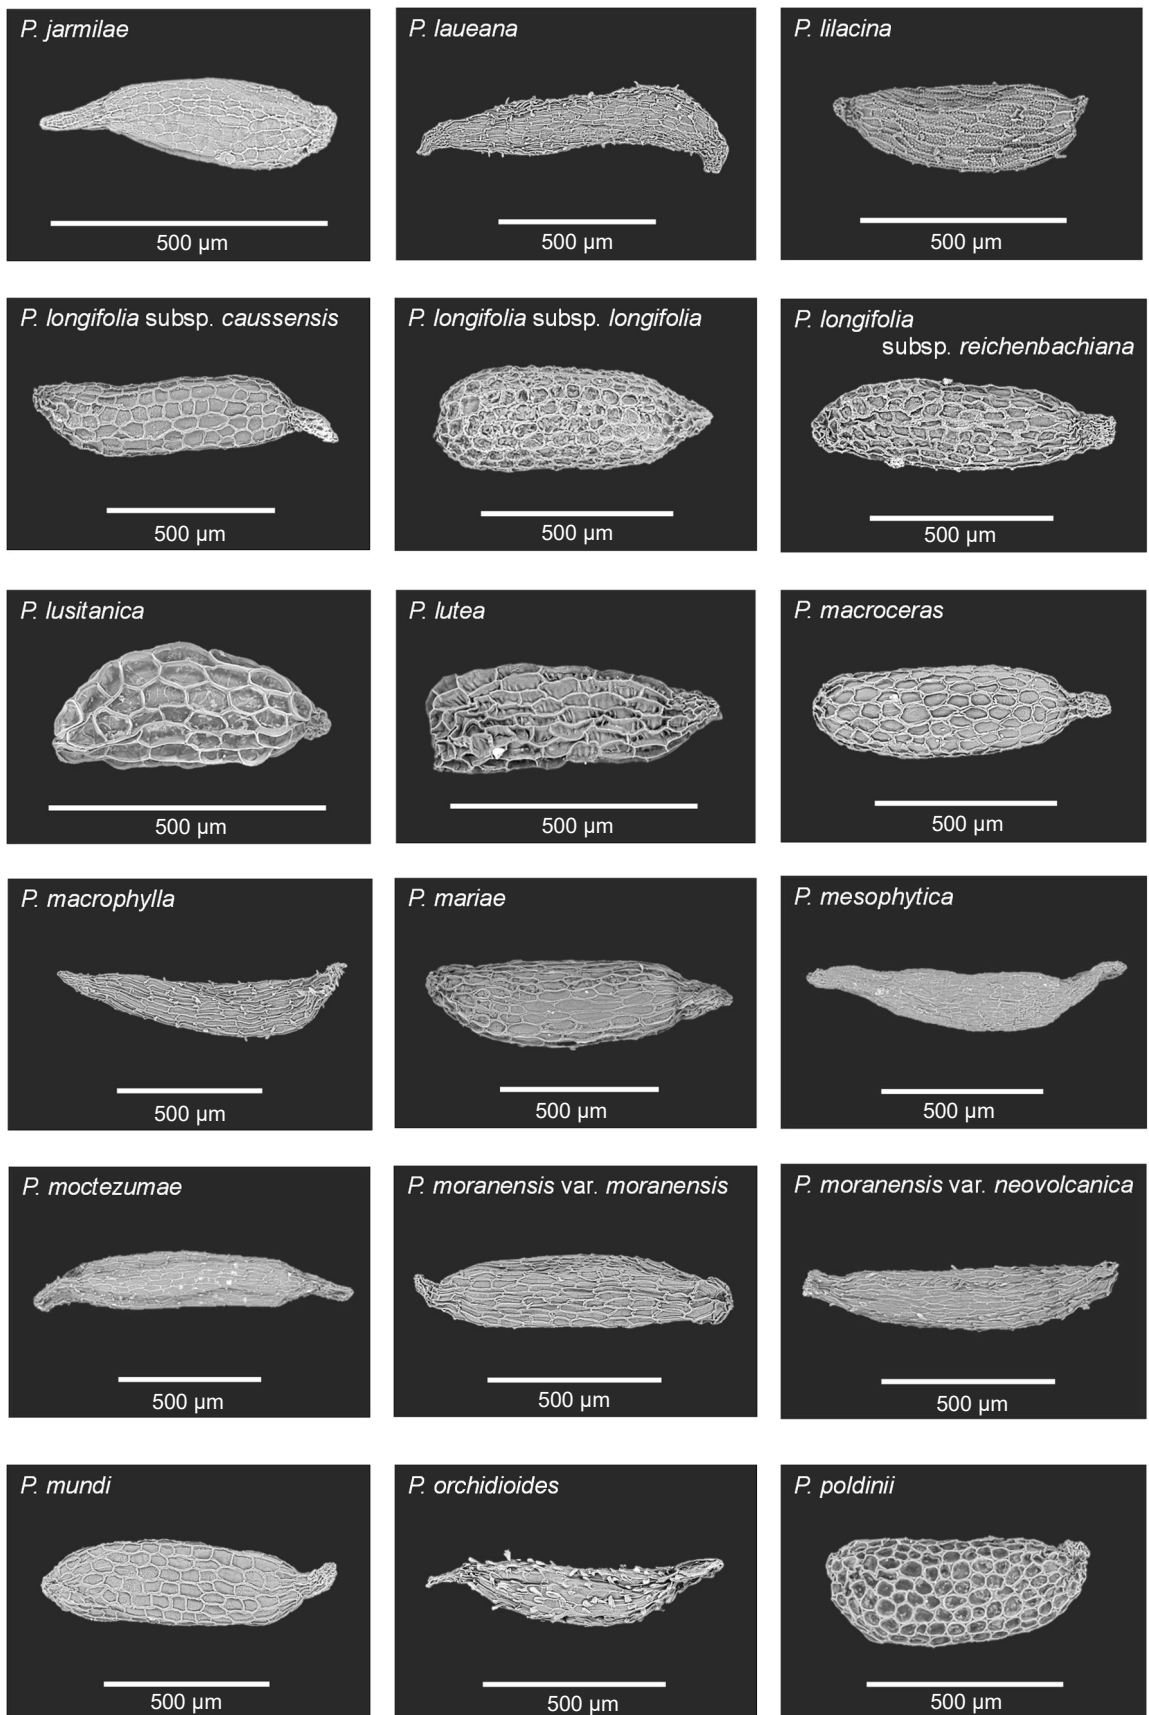 P. jarmilae
500 µm
P. laueana
500 µm
P. lilacina
500 µm
P. longifolia subsp. caussensis
500 µm
P. longifolia subsp. longifolia
500 µm
P. longifolia
subsp. reichenbachiana
500 µm
P. lusitanica
500 µm
P. lutea
500 µm
P. macroceras
500 µm
P. macrophylla
500 µm
P. mariae
500 µm
P. mesophytica
500 µm
P. moctezumae
500 µm
P. moranensis var. moranensis
500 µm
P. moranensis var. neovolcanica
500 µm
P. mundi
500 µm
P. orchidioides
500 µm
P. poldinii
500 µm